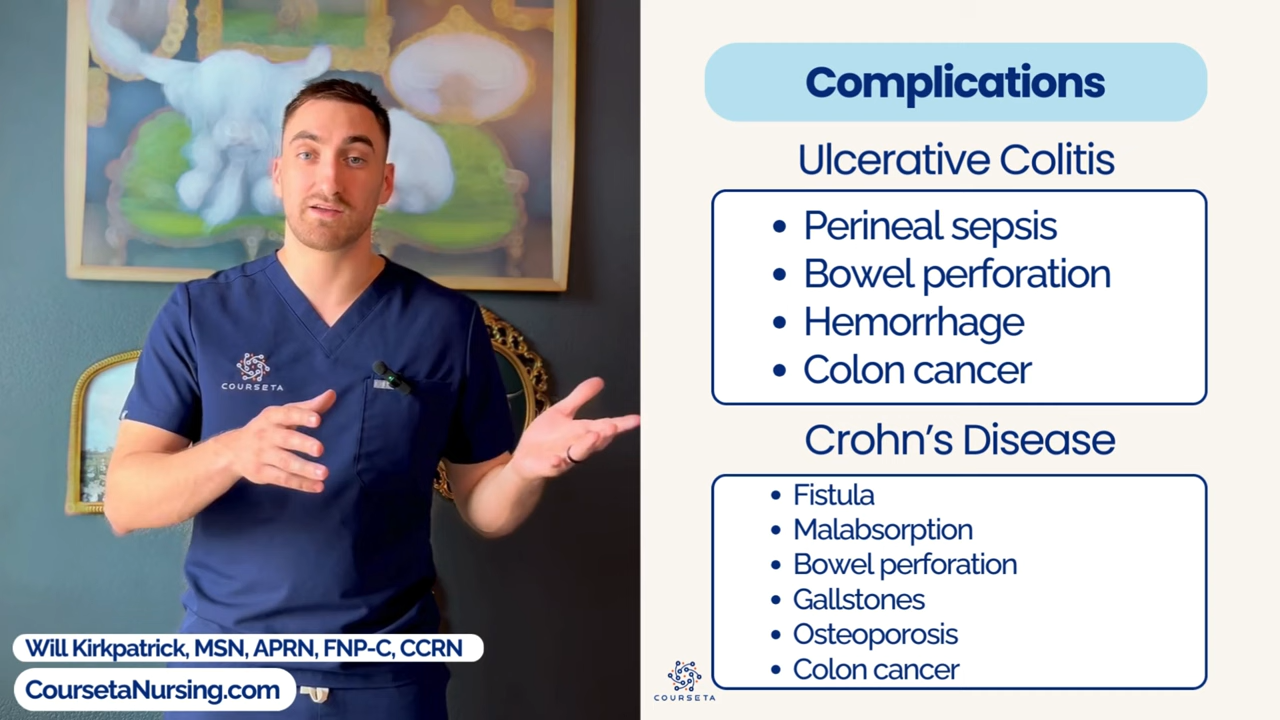 COURSETA
Will Kirkpatrick, MSN, APRN, FNP-C, CCRN
CoursetaNursing.com
Complications
Ulcerative Colitis
• Perineal sepsis
• Bowel perforation
• Hemorrhage
• Colon cancer
Crohn's Disease
• Fistula
• Malabsorption
• Bowel perforation
• Gallstones
• Osteoporosis
• Colon cancer
COURSETA